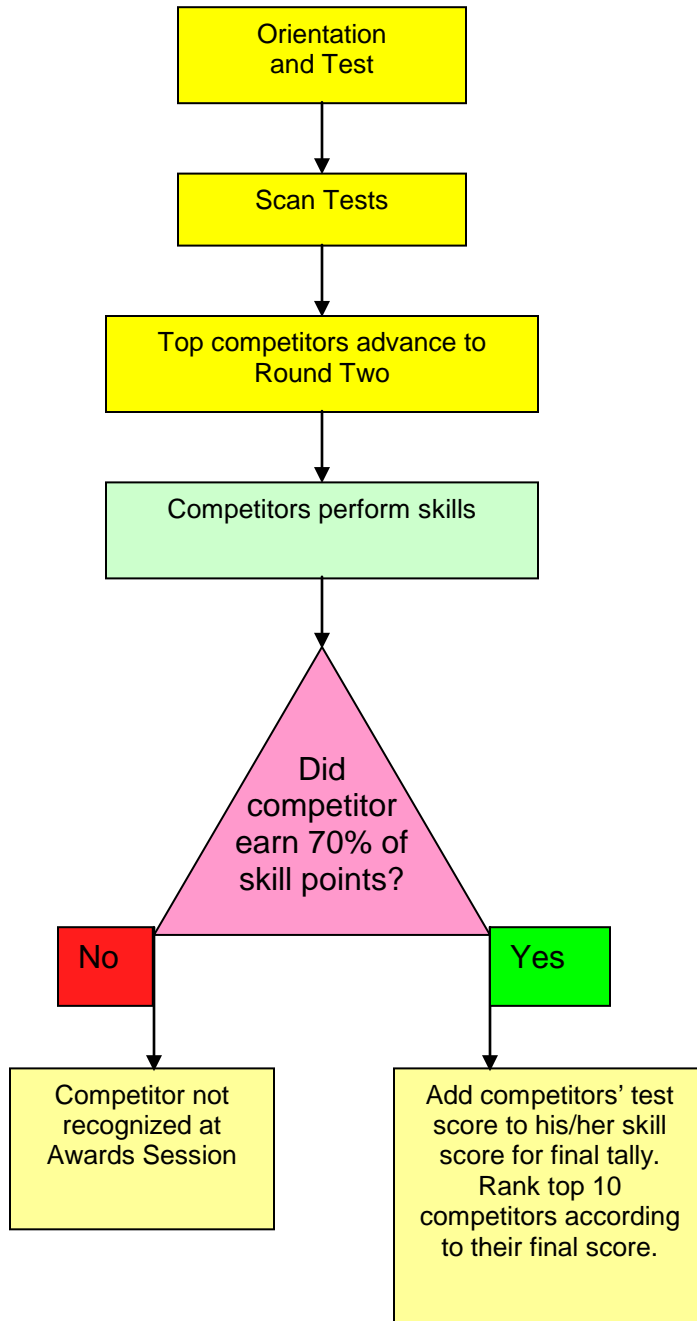 Orientation
and Test
Scan Tests
Top competitors advance to
Round Two
Competitors perform skills
Did
competitor
earn 70% of
skill points?
No
Yes
Competitor not
recognized at
Awards Session
Add competitors’ test
score to his/her skill
score for final tally.
Rank top 10
competitors according
to their final score.